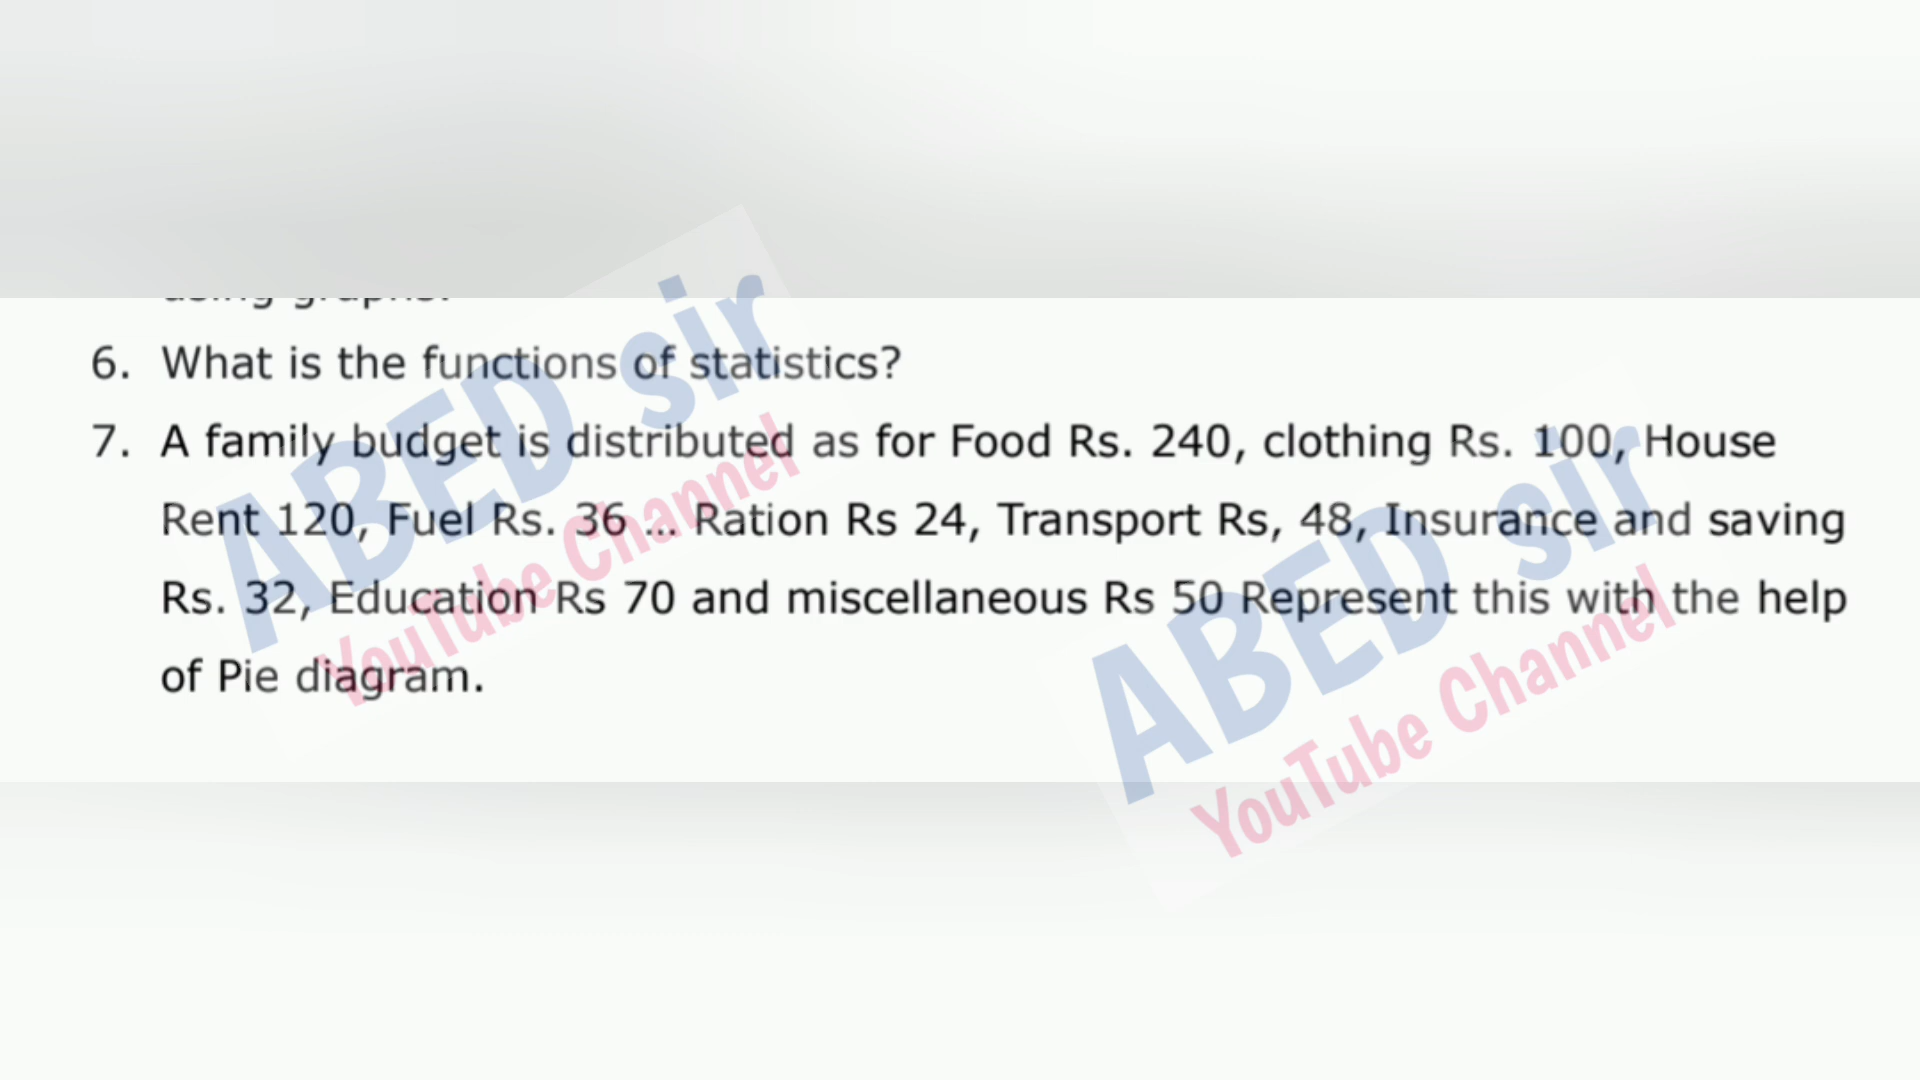 using graphs.
6. What is the functions of statistics?
7. A family budget is distributed as for Food Rs. 240, clothing Rs. 100, House
Rent 120, Fuel Rs. 36 ... Ration Rs 24, Transport Rs, 48, Insurance and saving
Rs. 32, Education Rs 70 and miscellaneous Rs 50 Represent this with the help
of Pie diagram.
ABED sir
YouTube Channel
ABED sir
YouTube Channel